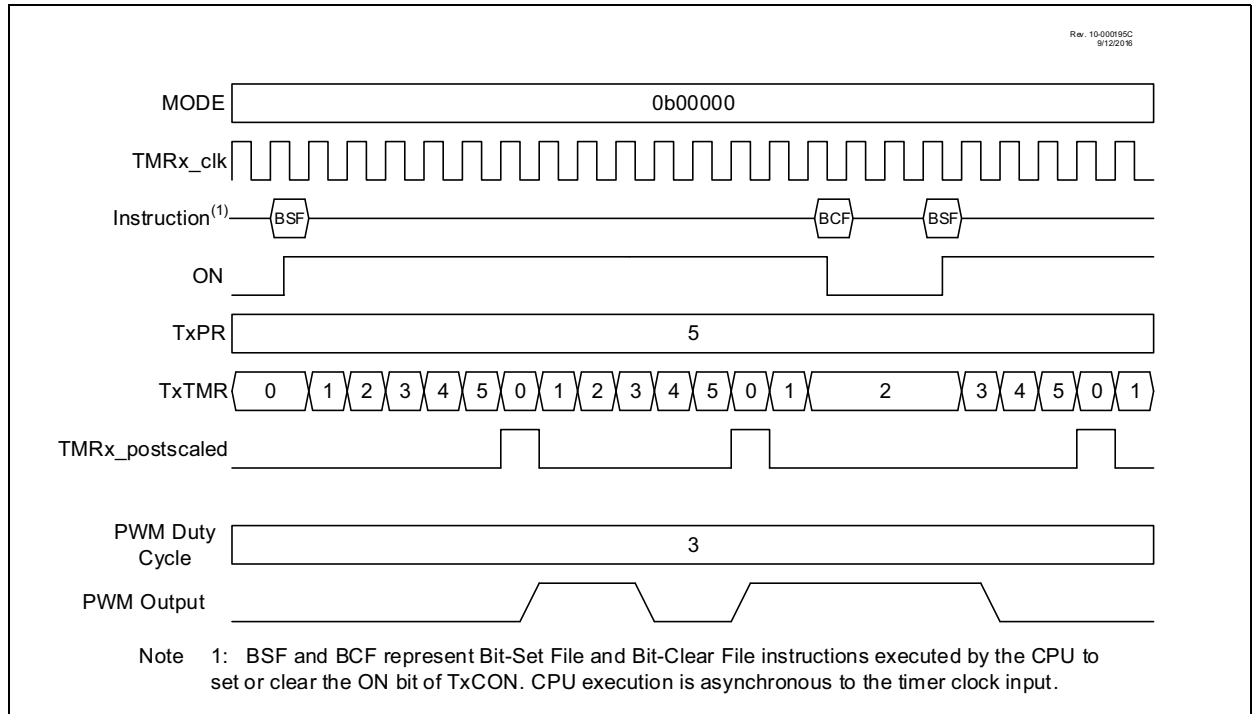 Rev. 10-000195C
9/12/2016
MODE 0b00000
TMRx_clk
Instruction(1) BSF BCF BSF
ON
TxPR 5
TxTMR 0 1 2 3 4 5 0 1 2 3 4 5 0 1 2 3 4 5 0 1
TMRx_postscaled
PWM Duty
Cycle
3
PWM Output
Note 1: BSF and BCF represent Bit-Set File and Bit-Clear File instructions executed by the CPU to
set or clear the ON bit of TxCON. CPU execution is asynchronous to the timer clock input.